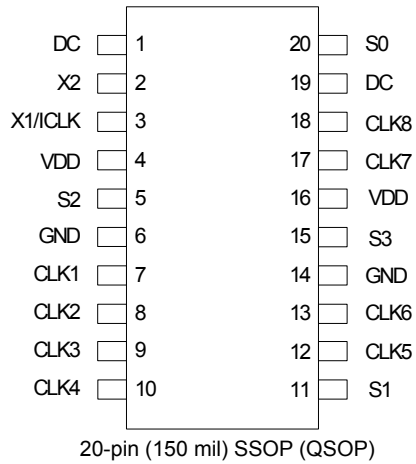 DC 1 20 S0
X2 2 19 DC
X1/ICLK 3 18 CLK8
VDD 4 17 CLK7
S2 5 16 VDD
GND 6 15 S3
CLK1 7 14 GND
CLK2 8 13 CLK6
CLK3 9 12 CLK5
CLK4 10 11 S1
20-pin (150 mil) SSOP (QSOP)